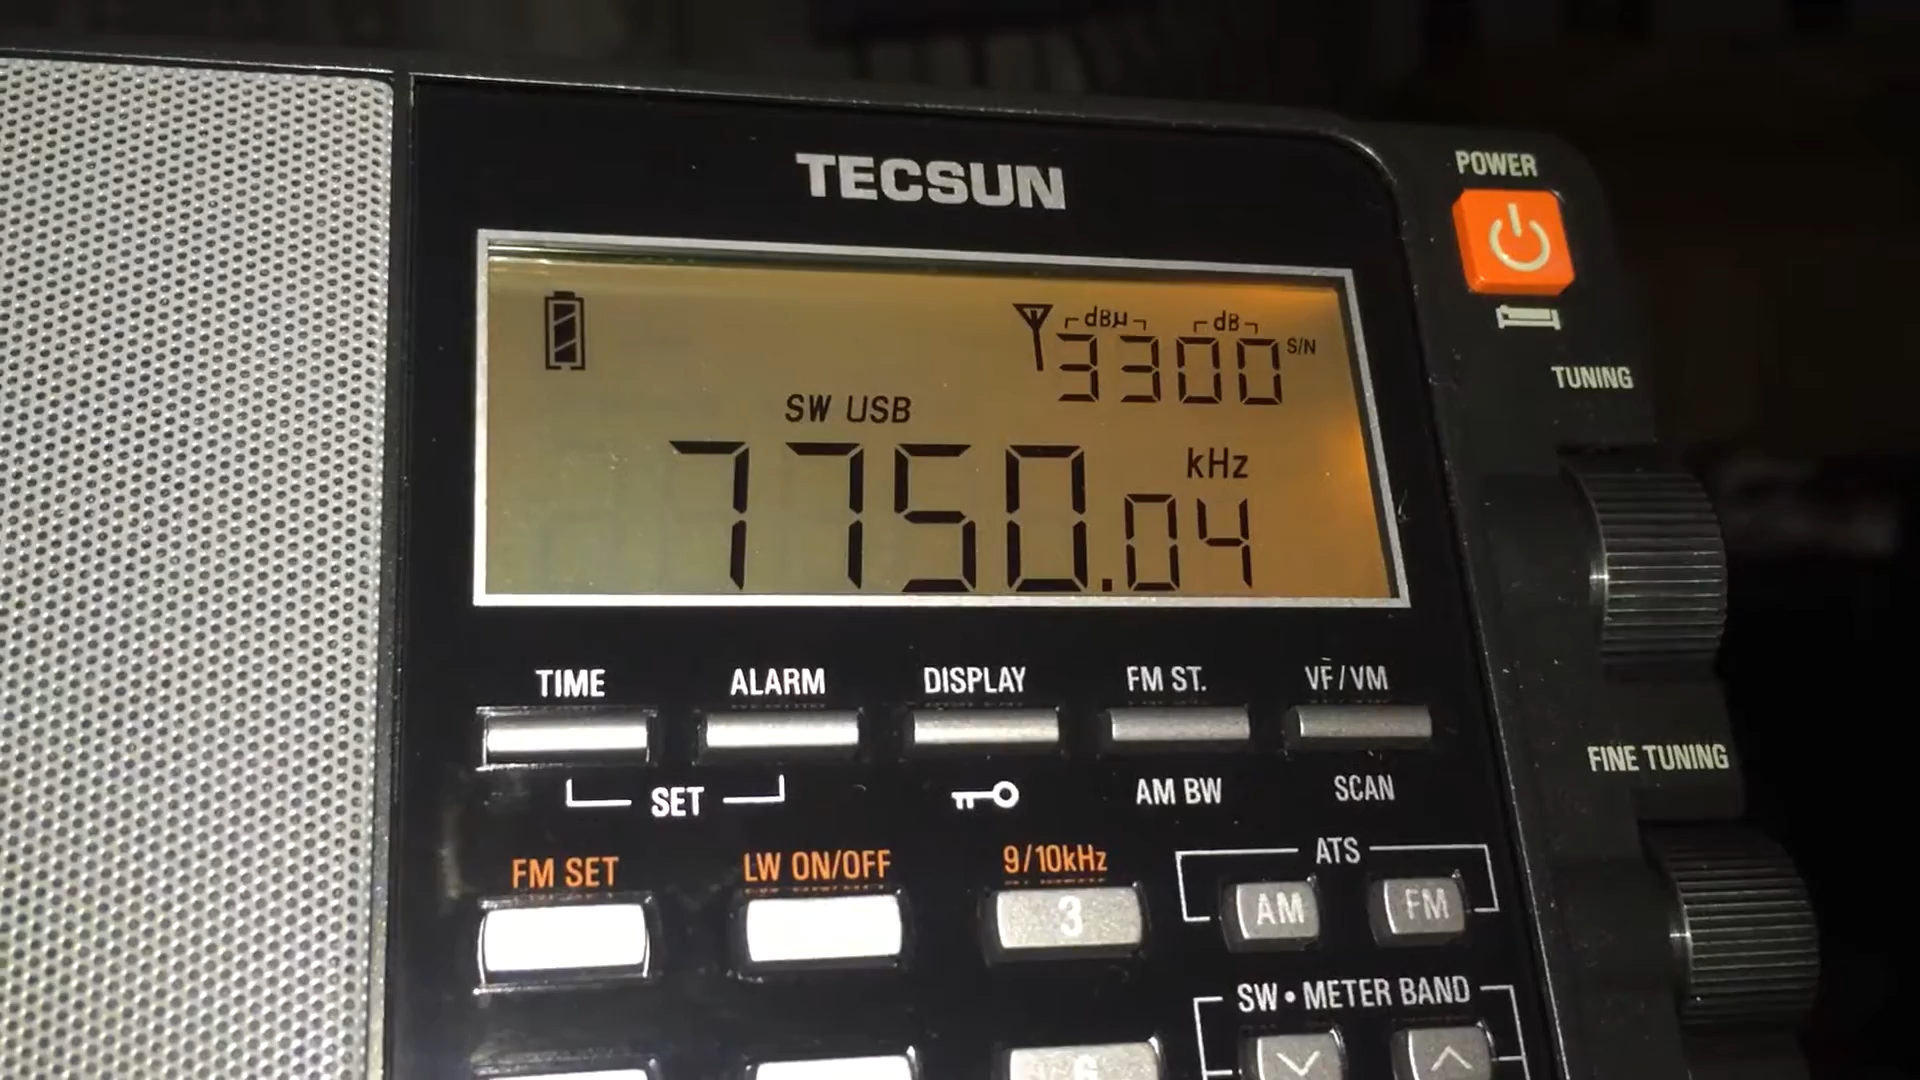 TECSUN
POWER
dBµ dB
3300 S/N
SW USB
7750.04 kHz
TUNING
TIME ALARM DISPLAY FM ST. VF/VM
SET AM BW SCAN
FINE TUNING
FM SET LW ON/OFF 9/10kHz ATS
3 AM FM
SW•METER BAND
6